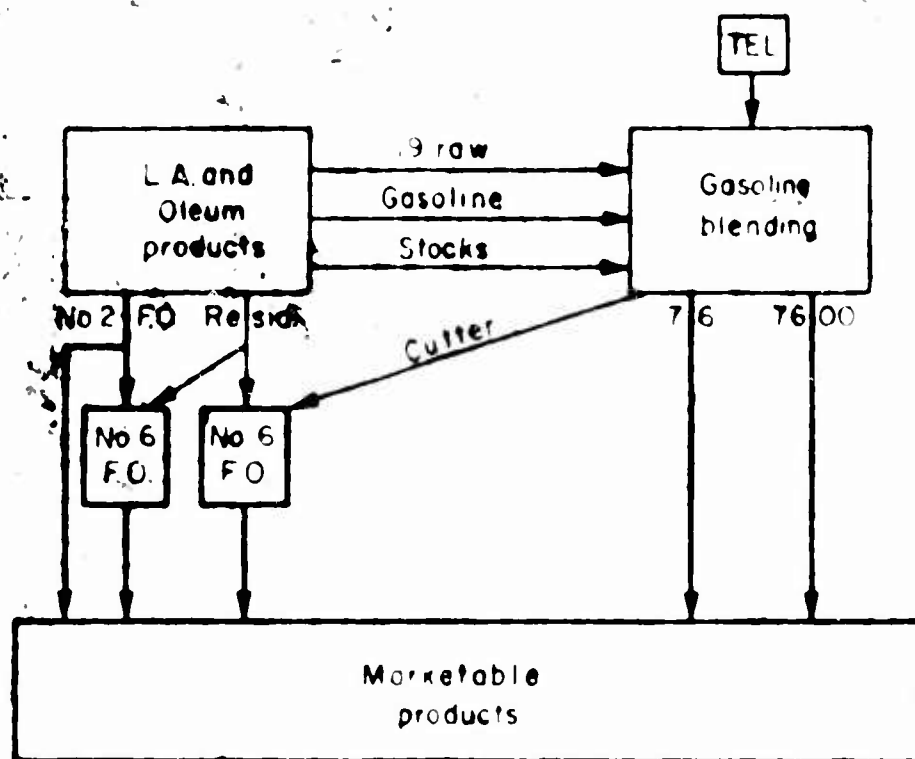 TEL
L.A. and
Oleum
products
9 raw
Gasoline
Stocks
Gasoline
blending
No 2 F.O.
7600
Cutter
No 6
F.O.
No 6
F.O
Marketable
products